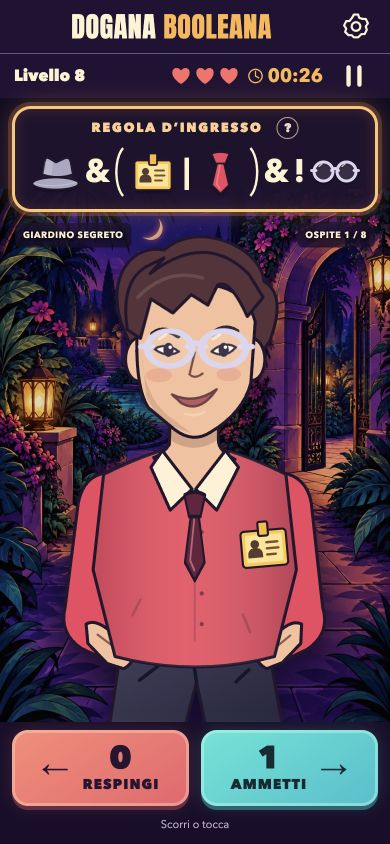 DOGANA BOOLEANA
Livello 8 00:26
REGOLA D'INGRESSO ?
& ( | ) & !
GIARDINO SEGRETO OSPITE 1 / 8
← 0 RESPINGI
1 AMMETTI →
Scorri o tocca